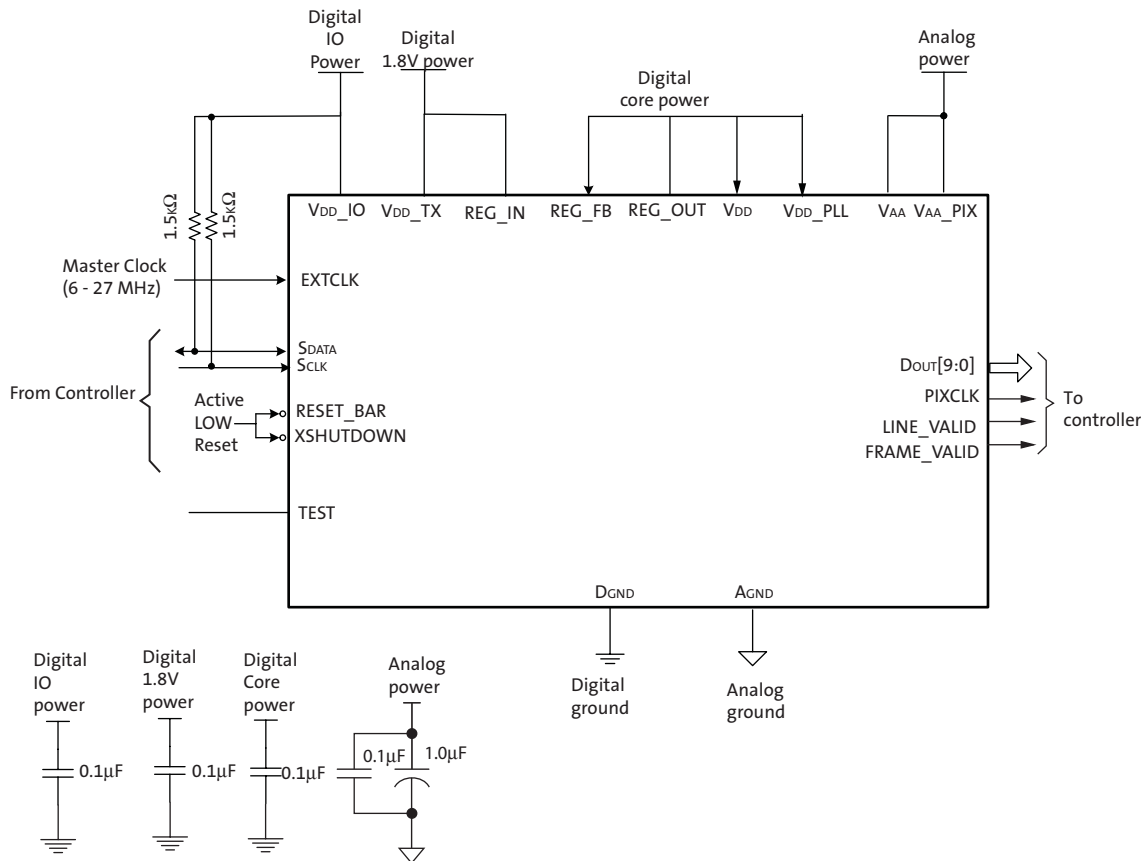 Digital
IO
Power
Digital
1.8V power
Digital
core power
Analog
power
1.5KΩ
1.5KΩ
VDD_IO
VDD_TX
REG_IN
REG_FB
REG_OUT
VDD
VDD_PLL
VAA
VAA_PIX
Master Clock
(6 - 27 MHz)
EXTCLK
From Controller
SDATA
SCLK
Active
LOW
Reset
RESET_BAR
XSHUTDOWN
TEST
DOUT[9:0]
PIXCLK
LINE_VALID
FRAME_VALID
To
controller
DGND
AGND
Digital
ground
Analog
ground
Digital
IO
power
0.1µF
Digital
1.8V
power
0.1µF
Digital
Core
power
0.1µF
Analog
power
0.1µF
1.0µF